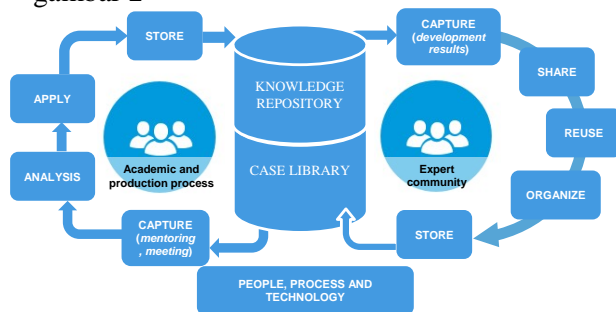 gambar 2
STORE
CAPTURE
(development
results)
KNOWLEDGE
REPOSITORY
SHARE
APPLY
REUSE
Academic and
production process
Expert
community
ANALYSIS
CASE LIBRARY
ORGANIZE
CAPTURE
(mentoring
, meeting)
STORE
PEOPLE, PROCESS AND
TECHNOLOGY